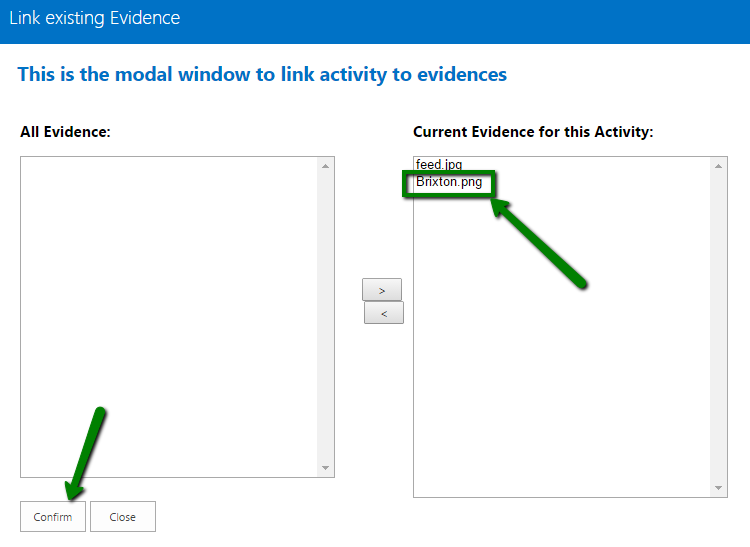 Link existing Evidence
This is the modal window to link activity to evidences
All Evidence:
Current Evidence for this Activity:
feed.jpg
Brixton.png
>
<
Confirm
Close